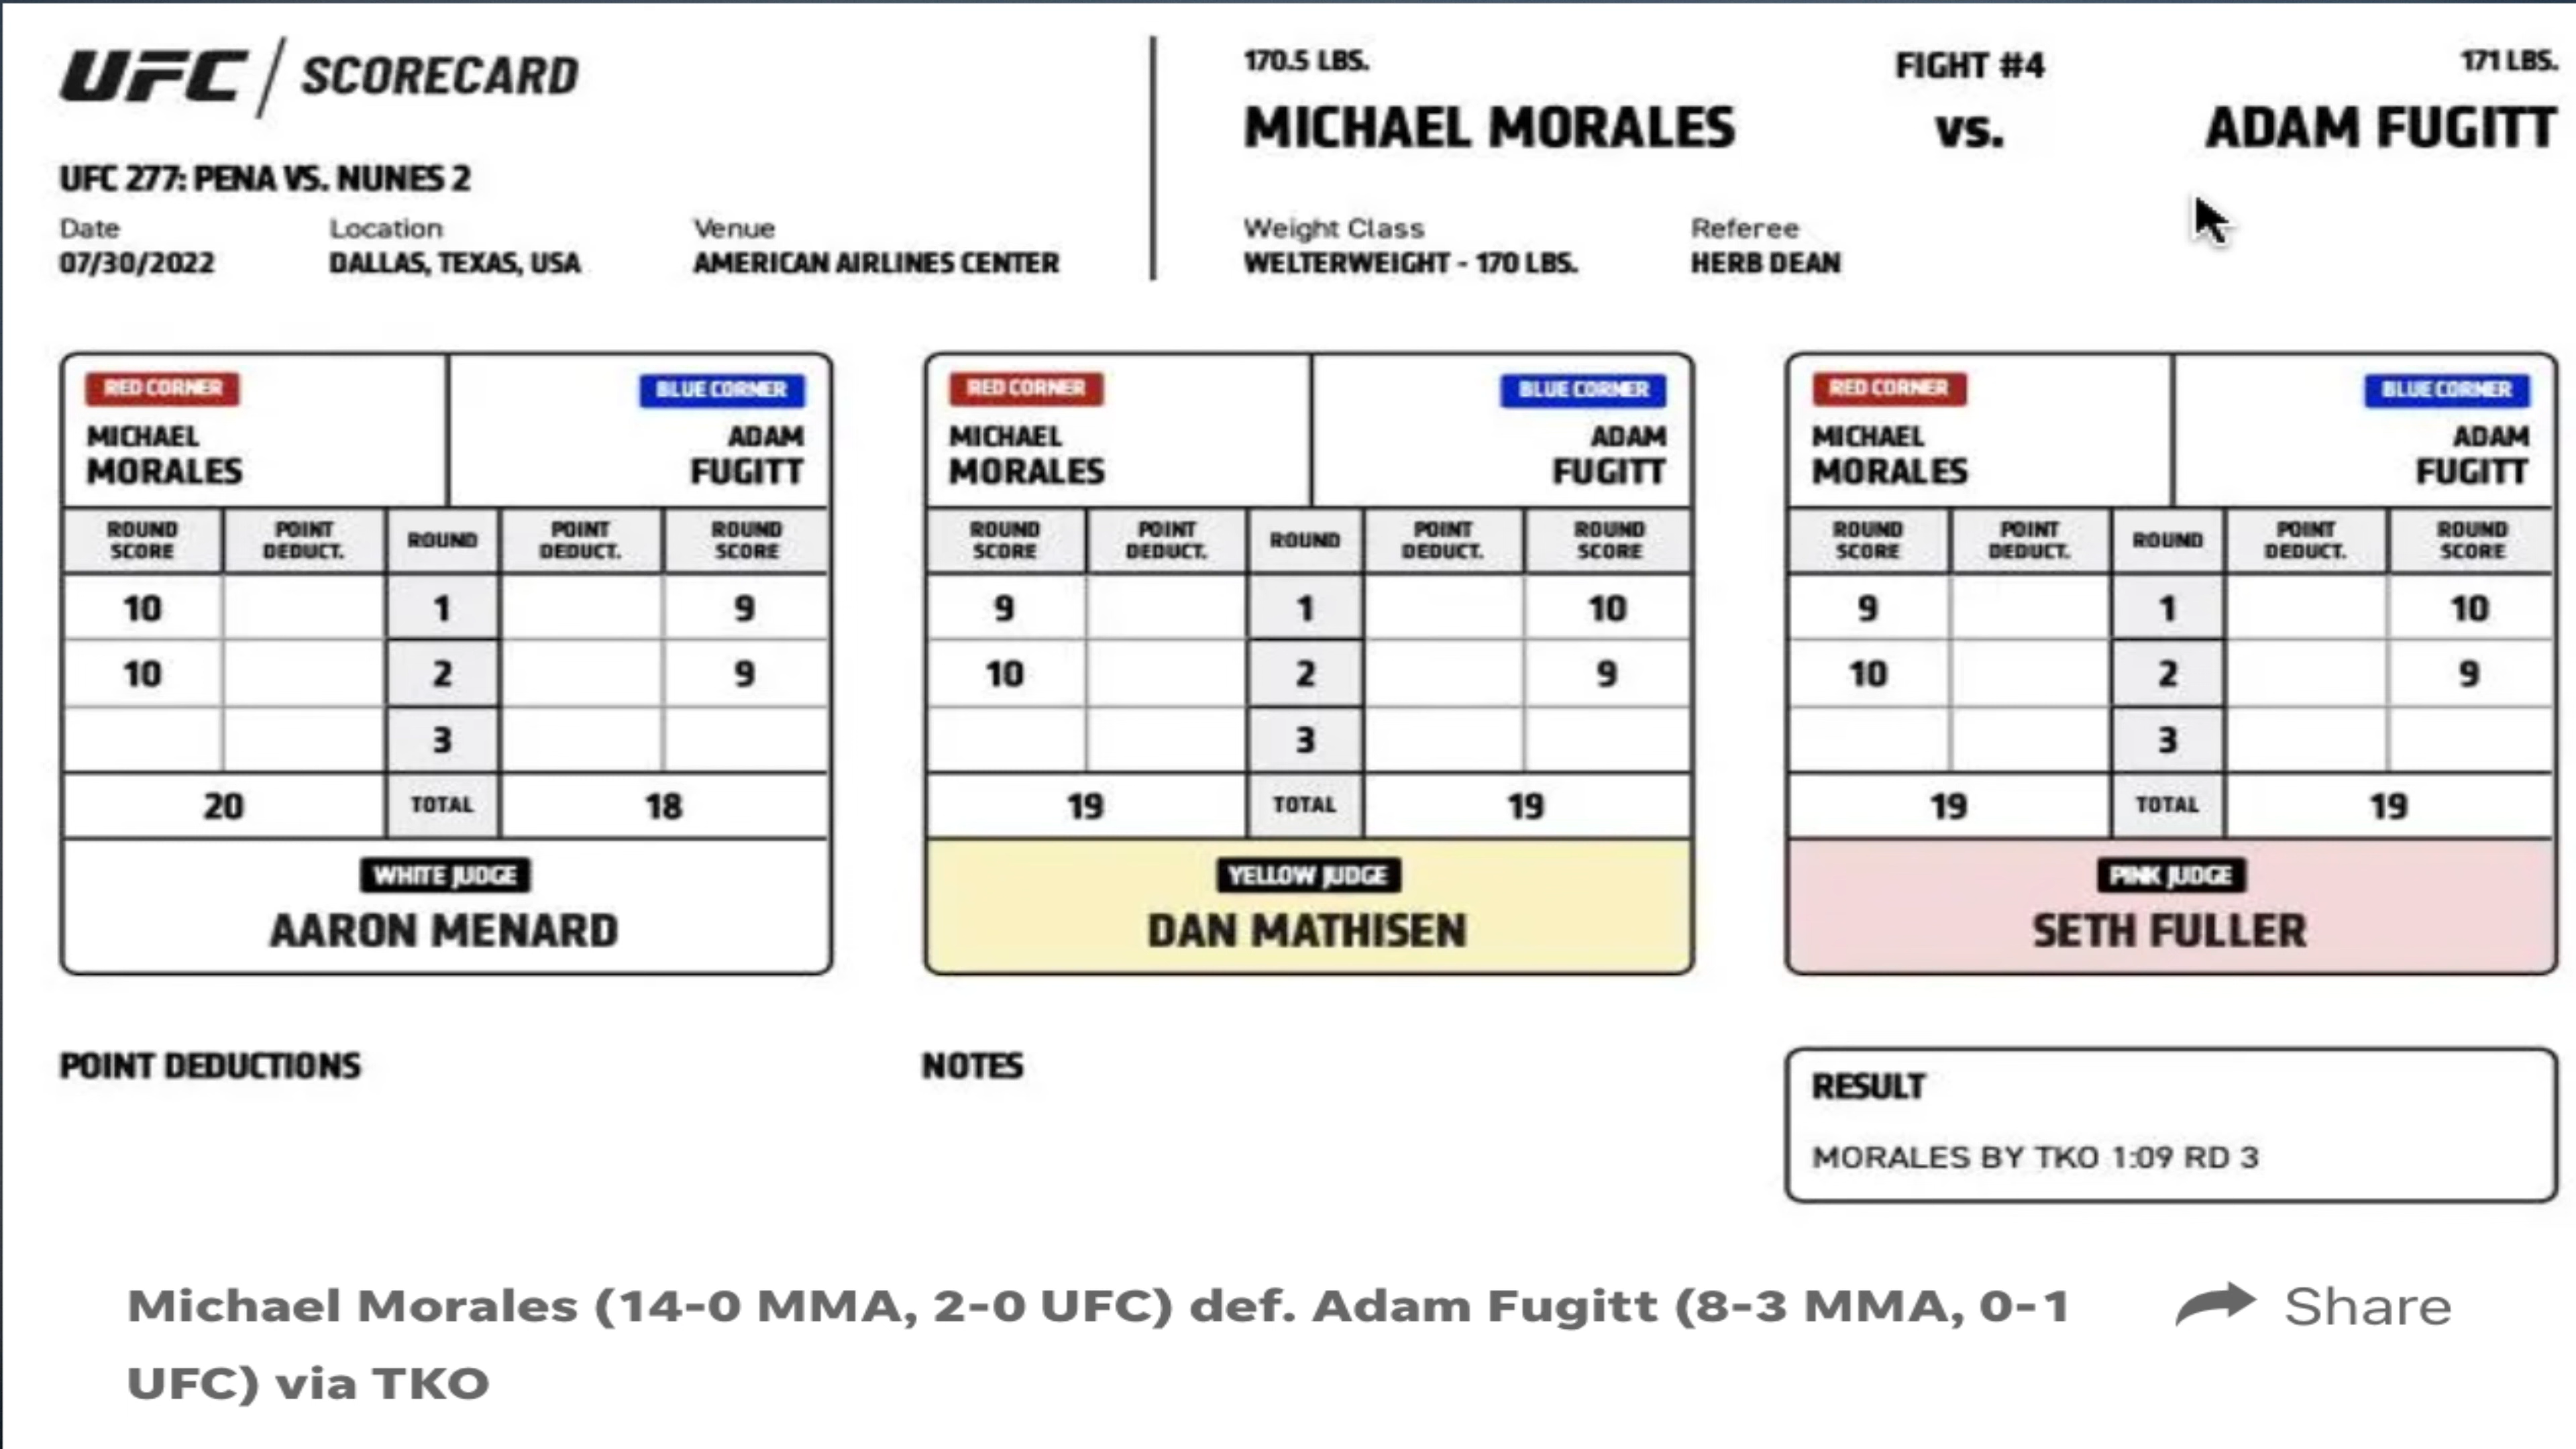 UFC / SCORECARD
UFC 277: PENA VS. NUNES 2
Date Location Venue
07/30/2022 DALLAS, TEXAS, USA AMERICAN AIRLINES CENTER
170.5 LBS. FIGHT #4 171 LBS.
MICHAEL MORALES VS. ADAM FUGITT
Weight Class Referee
WELTERWEIGHT - 170 LBS. HERB DEAN
RED CORNER BLUE CORNER
MICHAEL ADAM
MORALES FUGITT
ROUND POINT ROUND POINT ROUND
SCORE DEDUCT. DEDUCT. SCORE
10 1 9
10 2 9
3
20 TOTAL 18
WHITE JUDGE
AARON MENARD
RED CORNER BLUE CORNER
MICHAEL ADAM
MORALES FUGITT
ROUND POINT ROUND POINT ROUND
SCORE DEDUCT. DEDUCT. SCORE
9 1 10
10 2 9
3
19 TOTAL 19
YELLOW JUDGE
DAN MATHISEN
RED CORNER BLUE CORNER
MICHAEL ADAM
MORALES FUGITT
ROUND POINT ROUND POINT ROUND
SCORE DEDUCT. DEDUCT. SCORE
9 1 10
10 2 9
3
19 TOTAL 19
PINK JUDGE
SETH FULLER
POINT DEDUCTIONS
NOTES
RESULT
MORALES BY TKO 1:09 RD 3
Michael Morales (14-0 MMA, 2-0 UFC) def. Adam Fugitt (8-3 MMA, 0-1
UFC) via TKO
Share